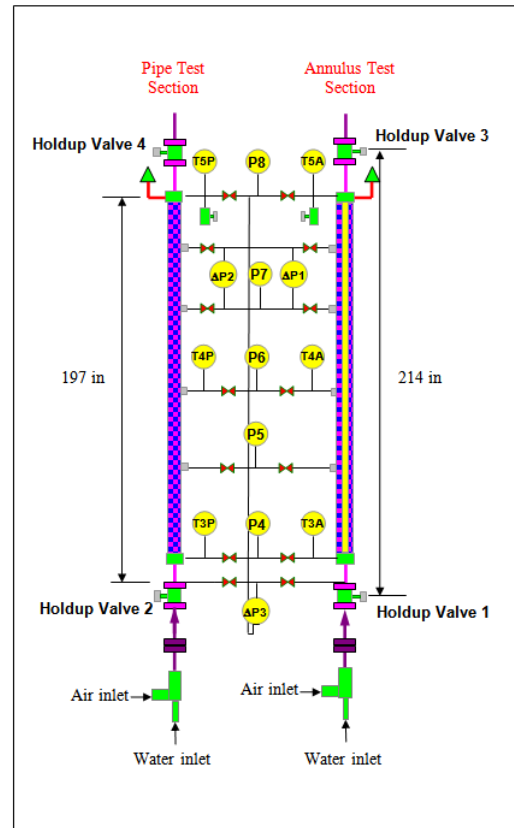 Pipe Test
Section
Annulus Test
Section
Holdup Valve 4
Holdup Valve 3
T5P
P8
T5A
ΔP2
P7
ΔP1
T4P
P6
T4A
197 in
214 in
P5
T3P
P4
T3A
Holdup Valve 2
ΔP3
Holdup Valve 1
Air inlet
Air inlet
Water inlet
Water inlet